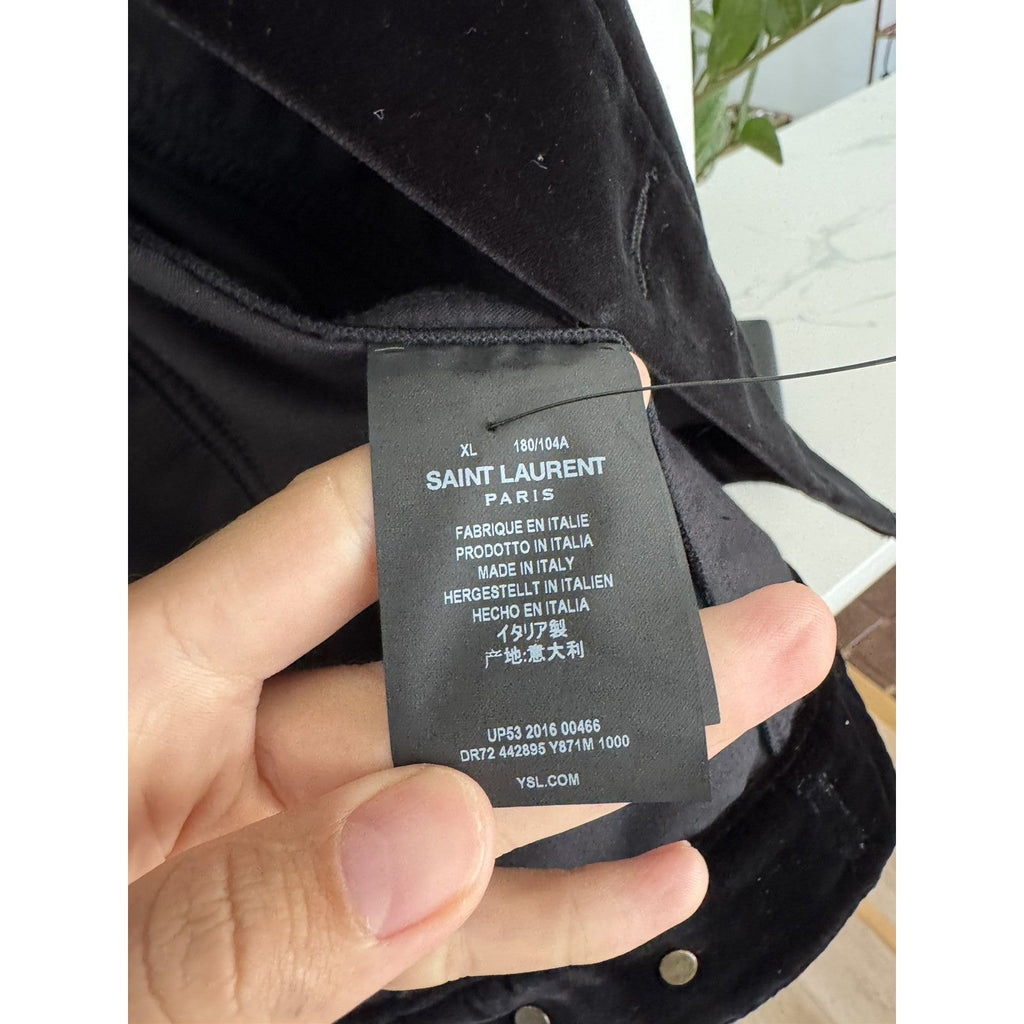 XL 180/104A
SAINT LAURENT
PARIS
FABRIQUE EN ITALIE
PRODOTTO IN ITALIA
MADE IN ITALY
HERGESTELLT IN ITALIEN
HECHO EN ITALIA
イタリア製
产地:意大利
UP53 2016 00466
DR72 442895 Y871M 1000
YSL.COM